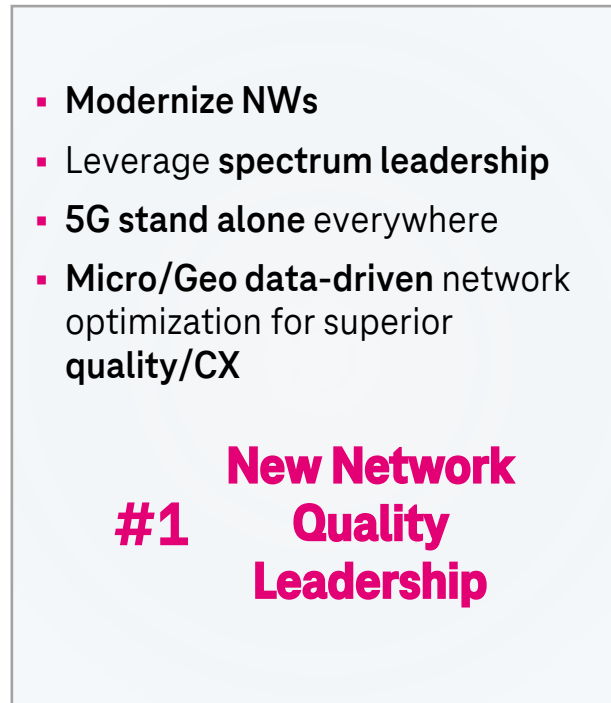 ▪ Modernize NWs
▪ Leverage spectrum leadership
▪ 5G stand alone everywhere
▪ Micro/Geo data-driven network
optimization for superior
quality/CX
#1
New Network
Quality
Leadership